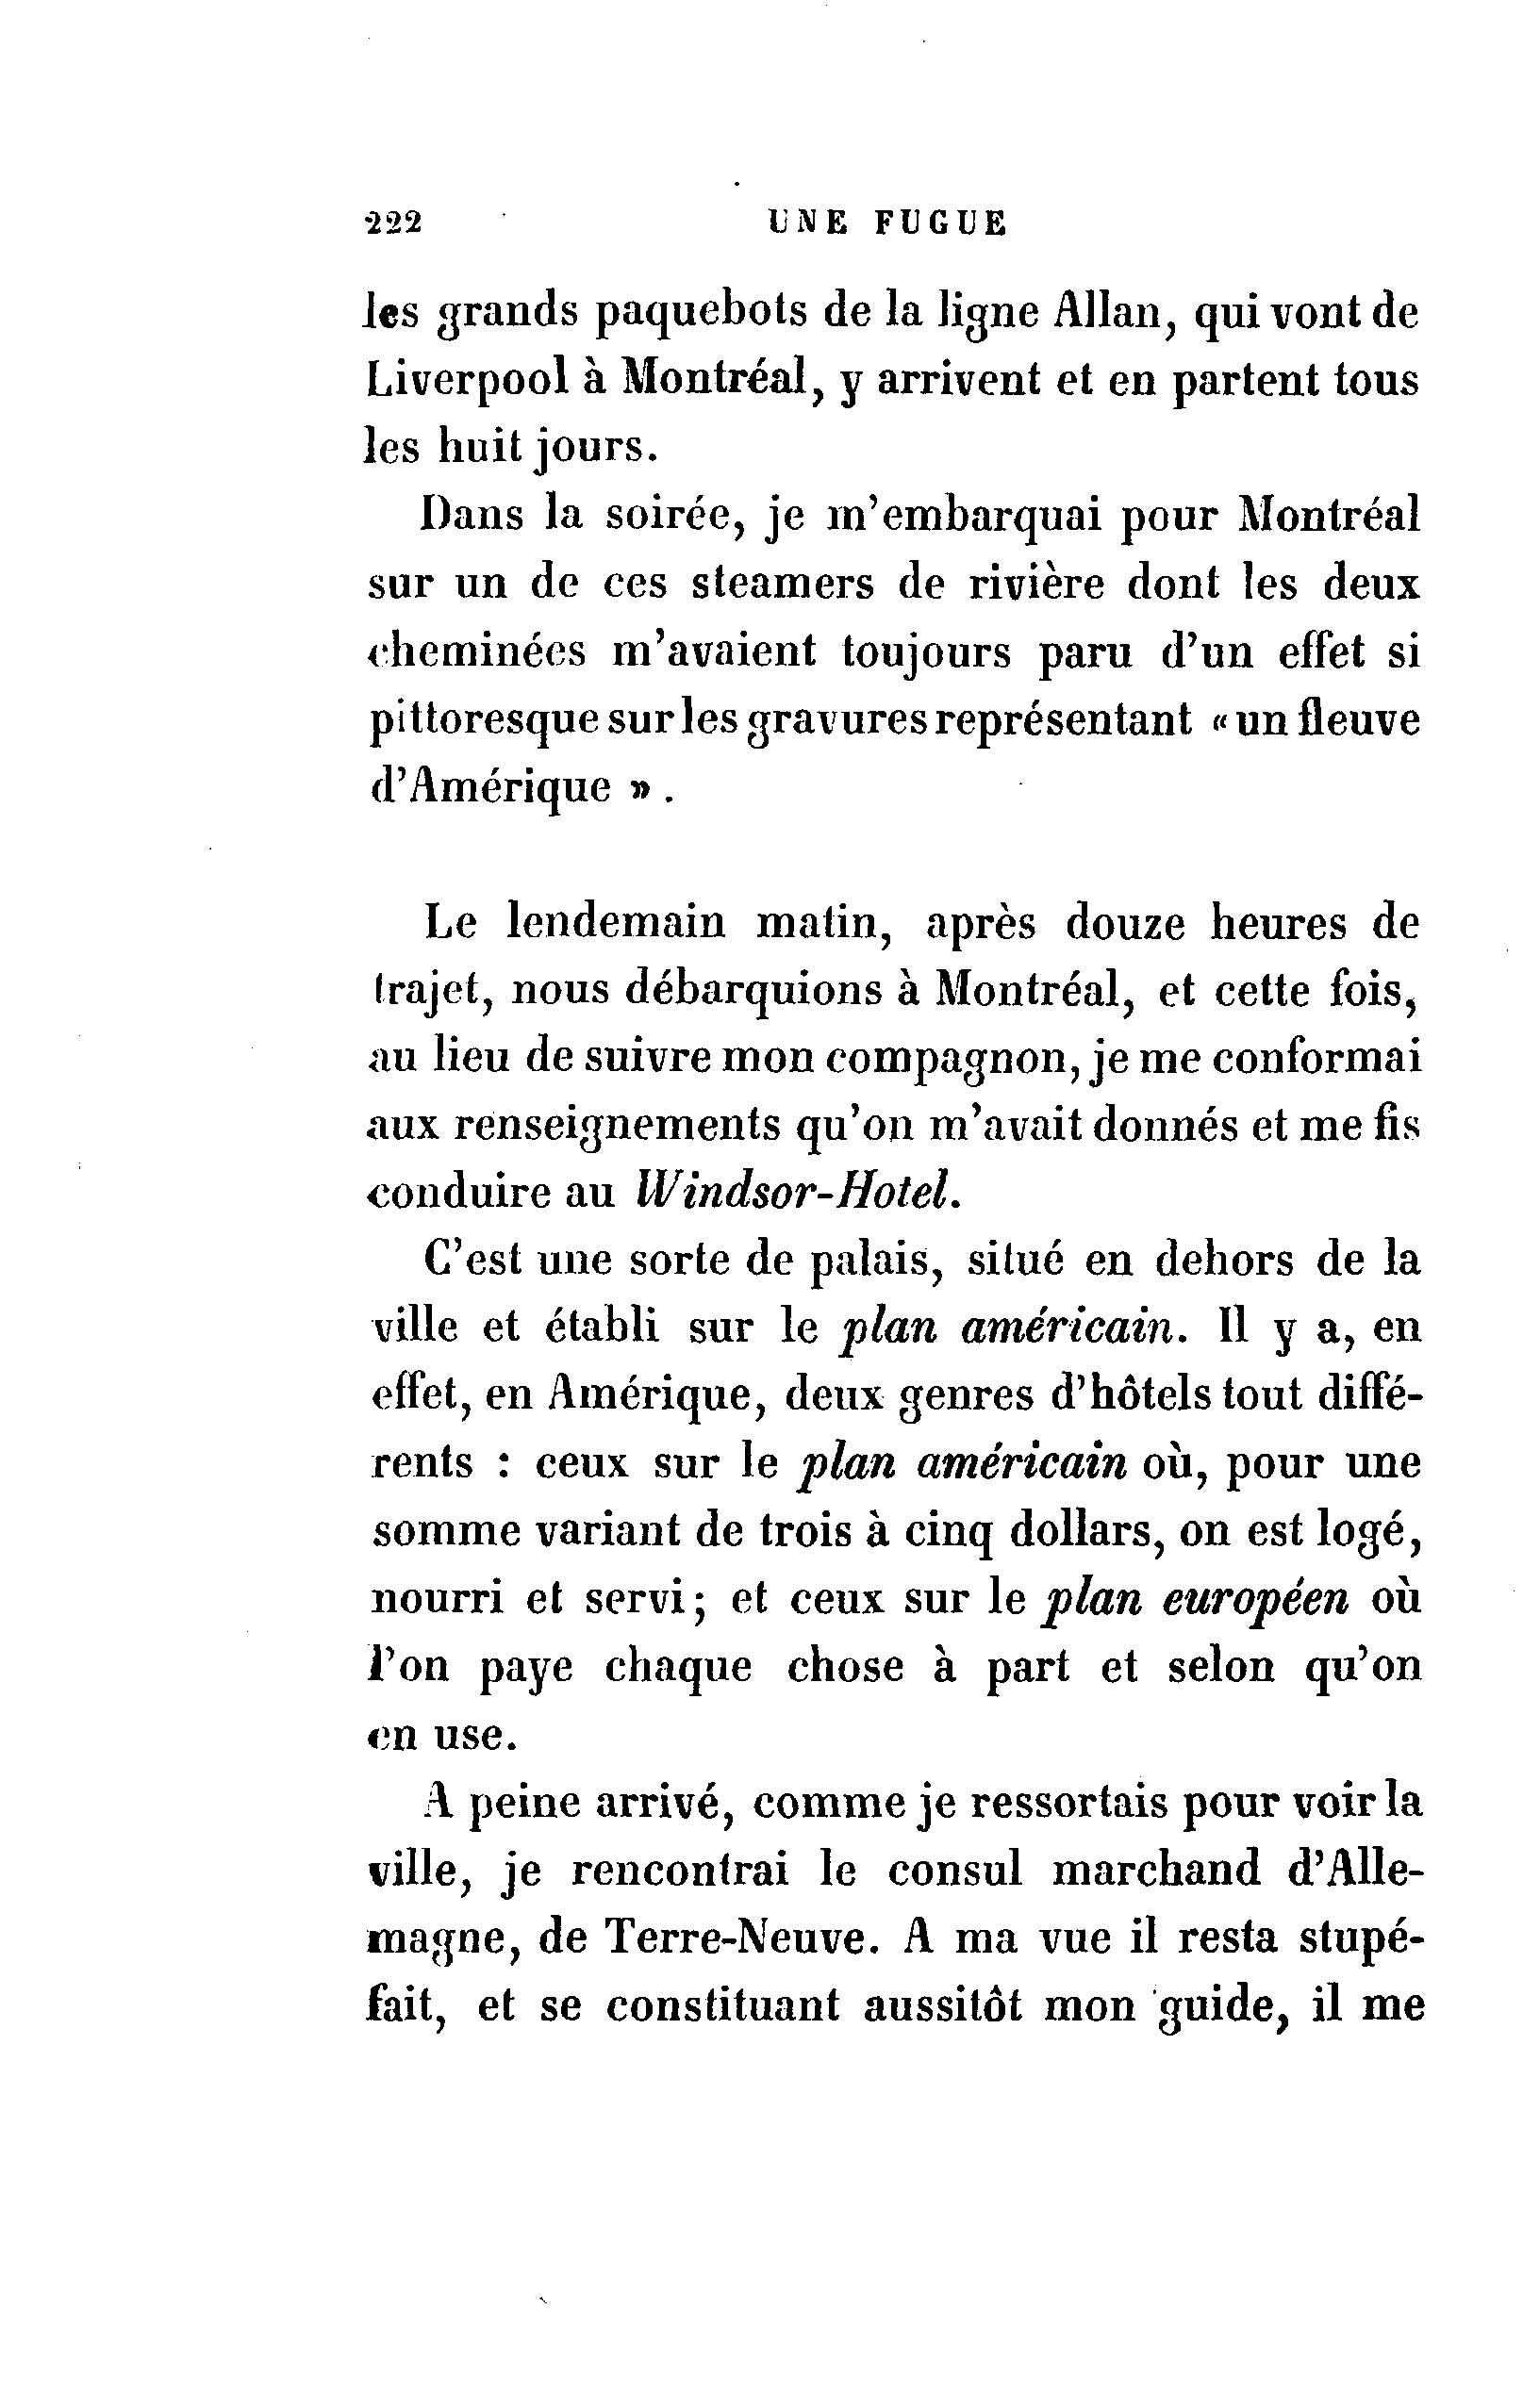 222 UNE FUGUE
les grands paquebots de la ligne Allan, qui vont de
Liverpool à Montréal, y arrivent et en partent tous
les huit jours.
Dans la soirée, je m'embarquai pour Montréal
sur un de ces steamers de rivière dont les deux
cheminées m'avaient toujours paru d'un effet si
pittoresque sur les gravures représentant « un fleuve
d'Amérique ».
Le lendemain matin, après douze heures de
trajet, nous débarquions à Montréal, et cette fois,
au lieu de suivre mon compagnon, je me conformai
aux renseignements qu'on m'avait donnés et me fis
conduire au Windsor-Hotel.
C'est une sorte de palais, situé en dehors de la
ville et établi sur le plan américain. Il y a, en
effet, en Amérique, deux genres d'hôtels tout diffé-
rents : ceux sur le plan américain où, pour une
somme variant de trois à cinq dollars, on est logé,
nourri et servi; et ceux sur le plan européen où
l'on paye chaque chose à part et selon qu'on
en use.
A peine arrivé, comme je ressortais pour voir la
ville, je rencontrai le consul marchand d'Alle-
magne, de Terre-Neuve. A ma vue il resta stupé-
fait, et se constituant aussitôt mon guide, il me